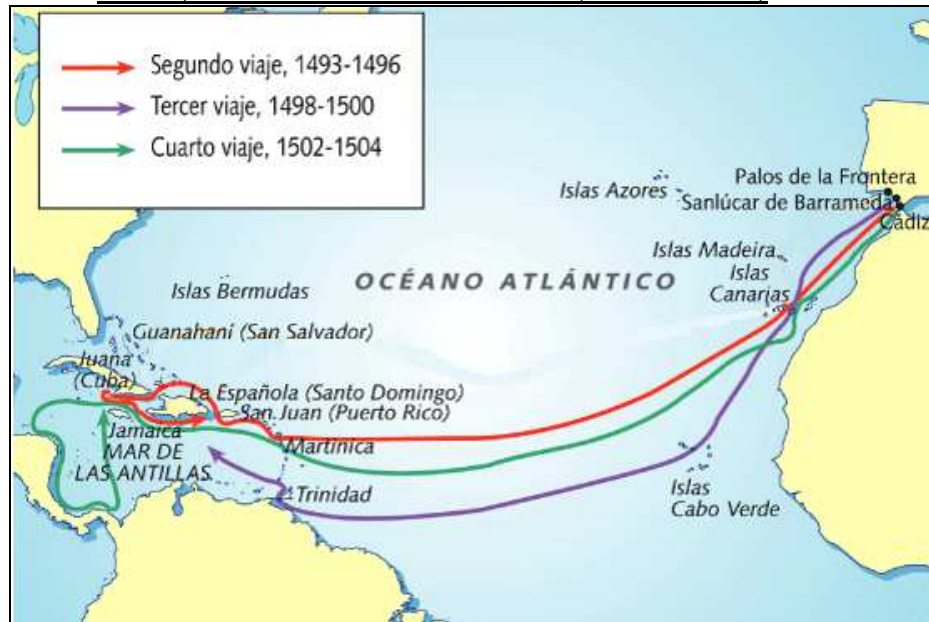 Segundo viaje, 1493-1496
Tercer viaje, 1498-1500
Cuarto viaje, 1502-1504
Palos de la Frontera
Islas Azores
Sanlúcar de Barrameda
Cádiz
Islas Madeira
Islas
Canarias
OCÉANO ATLÁNTICO
Islas Bermudas
Guanahaní (San Salvador)
Juana
(Cuba)
La Española (Santo Domingo)
San Juan (Puerto Rico)
Jamaica
Martínica
MAR DE
LAS ANTILLAS
Trinidad
Islas
Cabo Verde